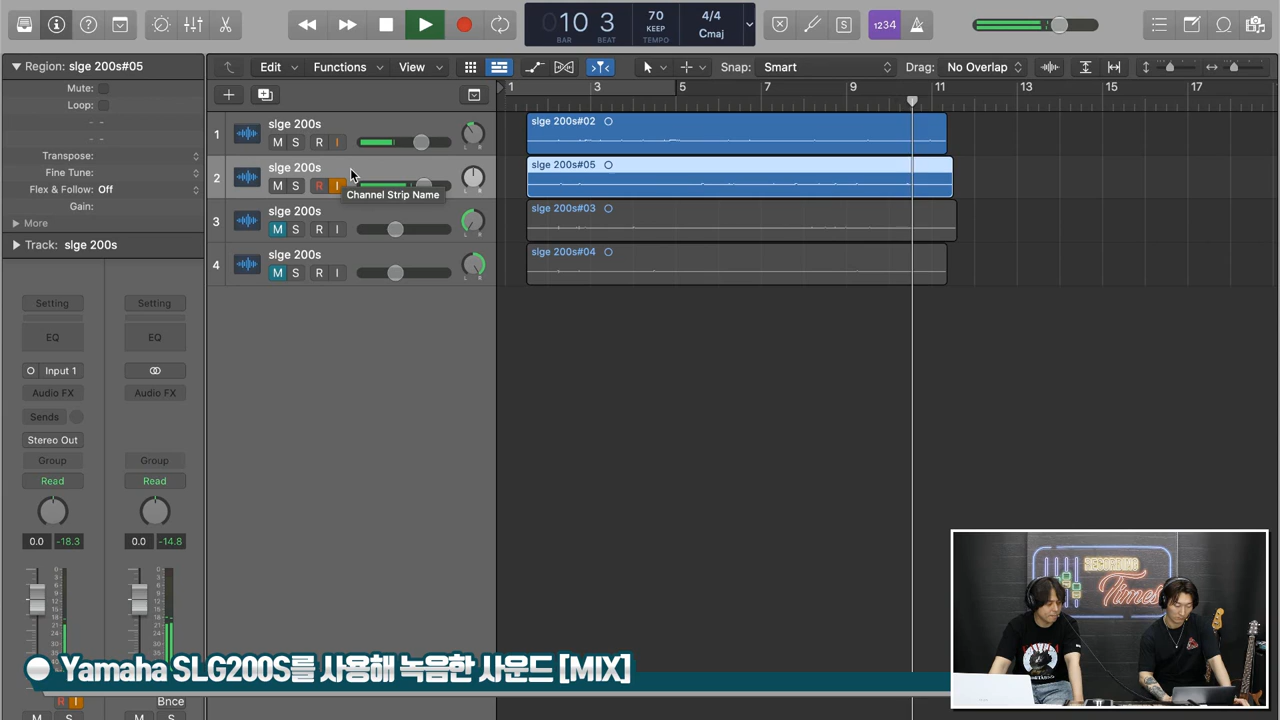 10 3
BAR BEAT
70
KEEP
TEMPO
4/4
Cmaj
S
1234
Region: slge 200s#05
Mute:
Loop:
Transpose:
Fine Tune:
Flex & Follow: Off
Gain:
More
Track: slge 200s
Edit
Functions
View
Snap: Smart
Drag: No Overlap
1 3 5 7 9 11 13 15 17
1
slge 200s
M S R I
L R
slge 200s#02
2
slge 200s
M S R I
L R
Channel Strip Name
slge 200s#05
3
slge 200s
M S R I
L R
slge 200s#03
4
slge 200s
M S R I
L R
slge 200s#04
Setting Setting
EQ EQ
Input 1
Audio FX Audio FX
Sends
Stereo Out
Group Group
Read Read
0.0 -18.3 0.0 -14.8
R I Bnce
M S M S
RECORDING
Times
Yamaha SLG200S를 사용해 녹음한 사운드 [MIX]